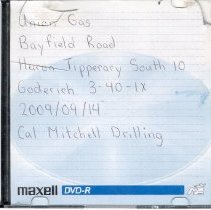 Union Gas
Bayfield Road
Huron Tipperary South 10
Goderich 3-40-1X
2009/09/14
Cal Mitchell Drilling
maxell DVD-R